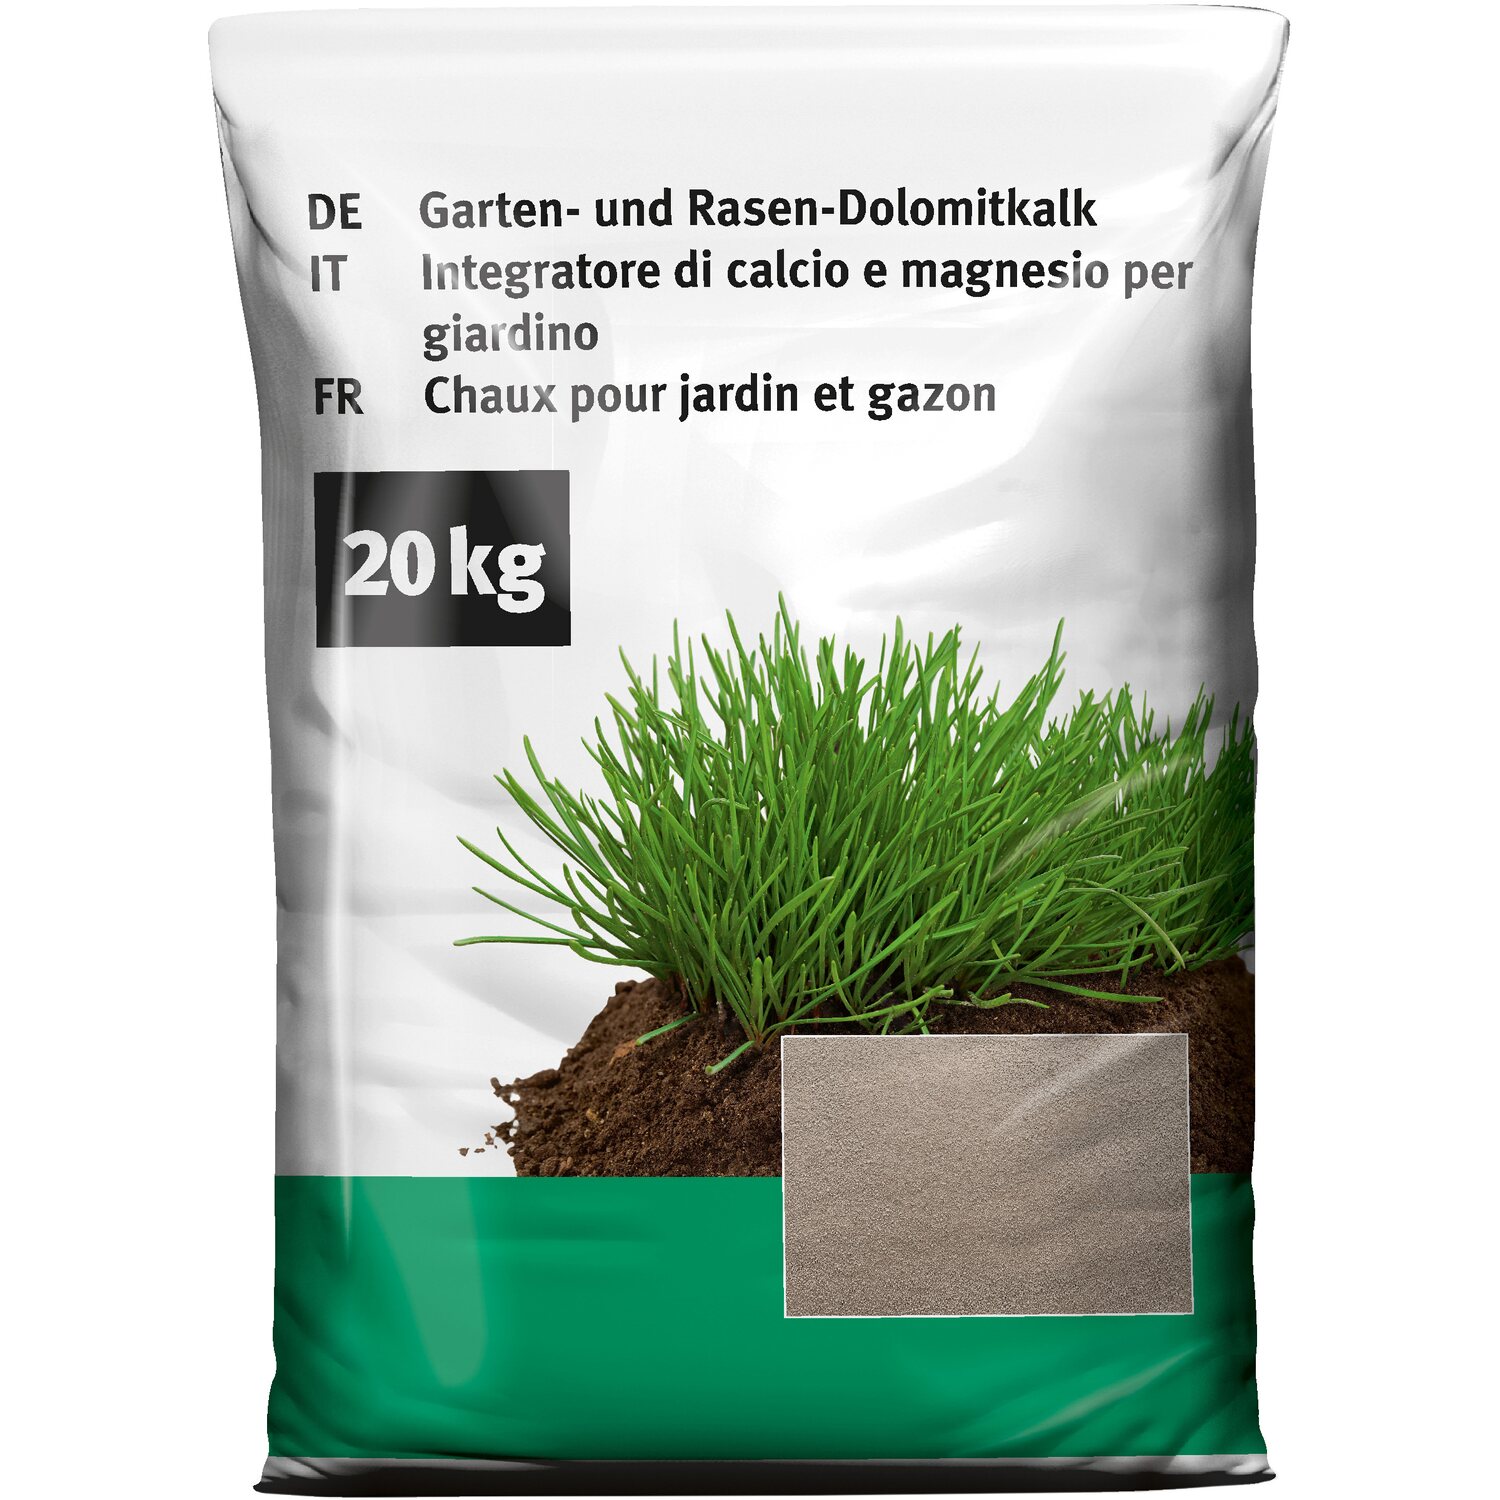 DE Garten- und Rasen-Dolomitkalk
IT Integratore di calcio e magnesio per
giardino
FR Chaux pour jardin et gazon
20 kg